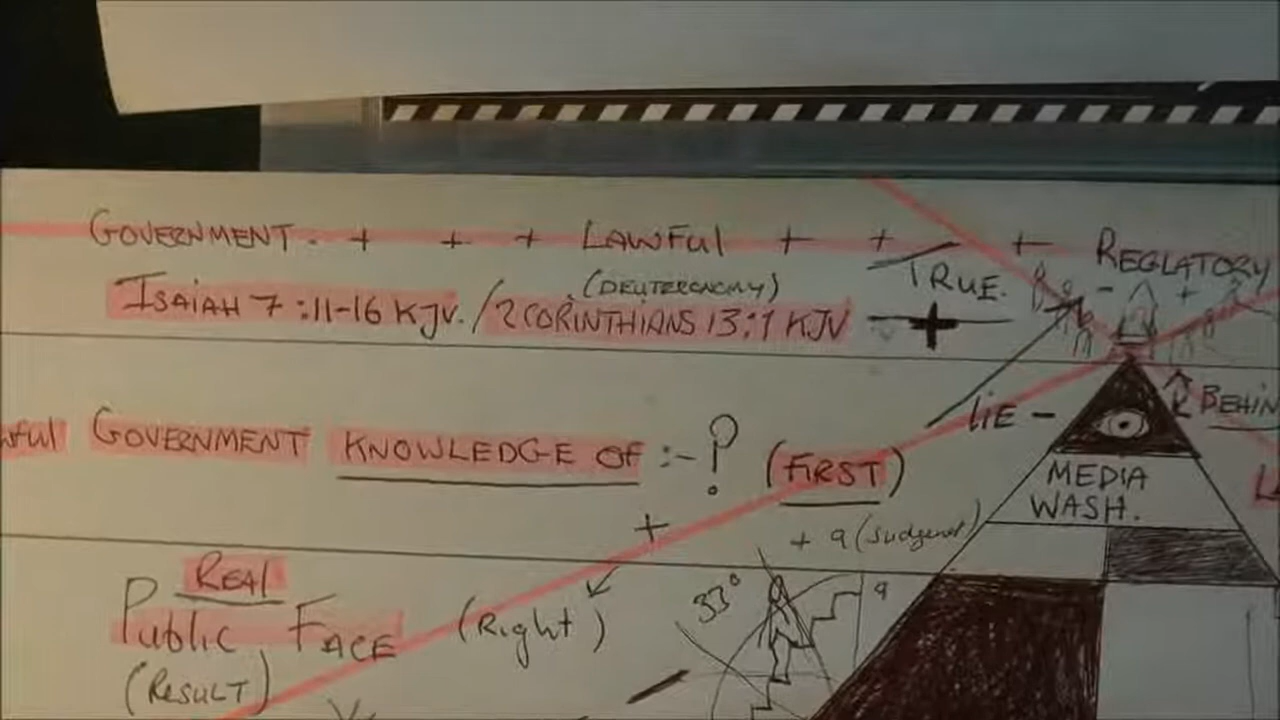 GOVERNMENT. + + + LAWFUL + + + REGLATORY
(DEUTERONOMY) TRUE. - +
ISAIAH 7:11-16 KJV. / 2 CORINTHIANS 13:1 KJV - +
LIE - BEHIN
wful GOVERNMENT KNOWLEDGE OF :- ? (FIRST)
MEDIA
WASH.
L
+
+ 9 (Judgement)
REAL
33° 9
Public FACE (Right)
(RESULT)